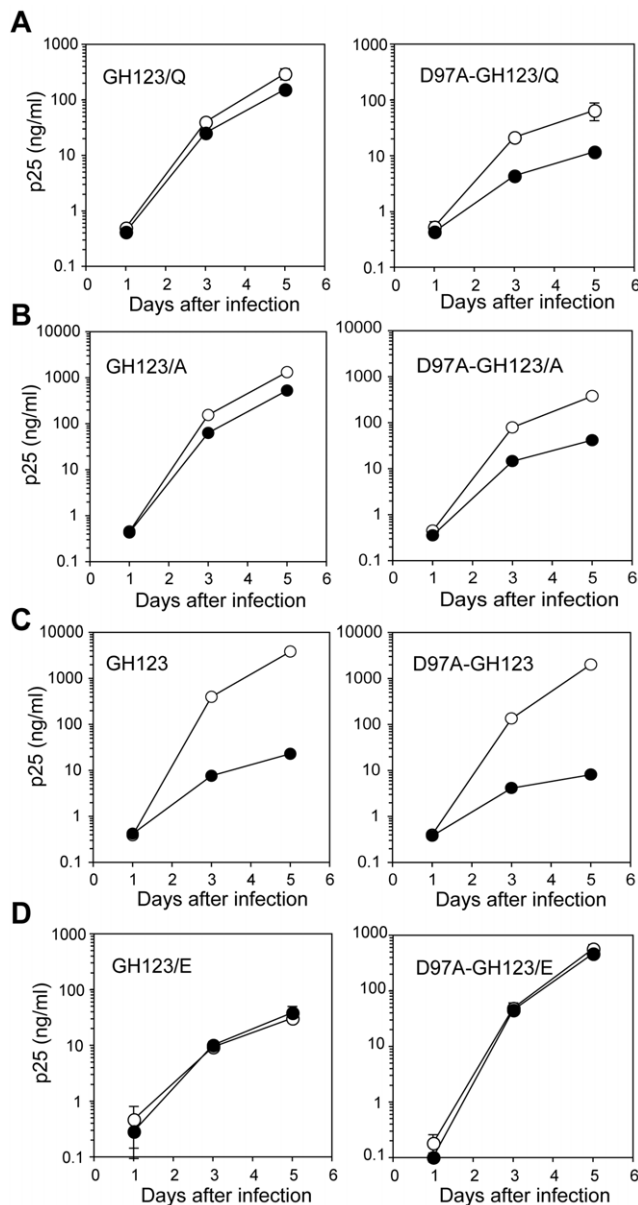 A
GH123/Q
D97A-GH123/Q
p25 (ng/ml)
1000
100
10
1
0.1
0 1 2 3 4 5 6
Days after infection
1000
100
10
1
0.1
0 1 2 3 4 5 6
Days after infection
B
GH123/A
D97A-GH123/A
p25 (ng/ml)
10000
1000
100
10
1
0.1
0 1 2 3 4 5 6
Days after infection
10000
1000
100
10
1
0.1
0 1 2 3 4 5 6
Days after infection
C
GH123
D97A-GH123
p25 (ng/ml)
10000
1000
100
10
1
0.1
0 1 2 3 4 5 6
Days after infection
10000
1000
100
10
1
0.1
0 1 2 3 4 5 6
Days after infection
D
GH123/E
D97A-GH123/E
p25 (ng/ml)
1000
100
10
1
0.1
0 1 2 3 4 5 6
Days after infection
1000
100
10
1
0.1
0 1 2 3 4 5 6
Days after infection